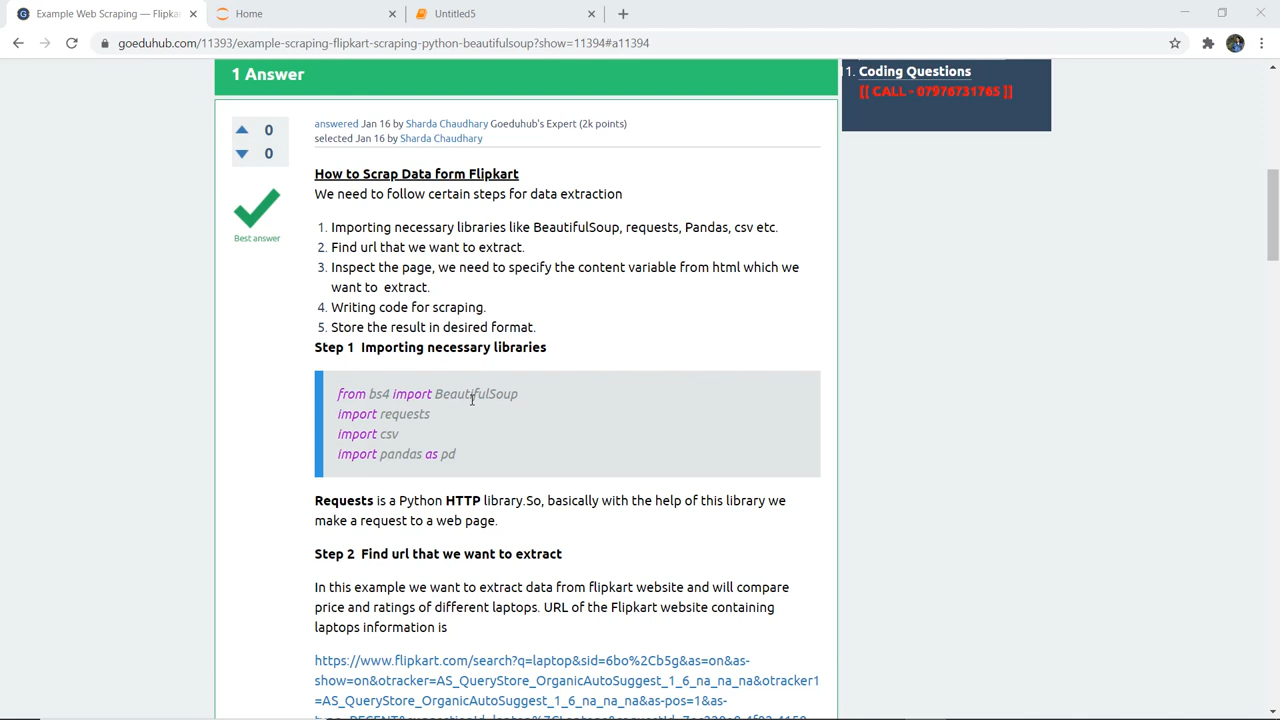 Example Web Scraping — Flipka
Home
Untitled5
goeduhub.com/11393/example-scraping-flipkart-scraping-python-beautifulsoup?show=11394#a11394
1 Answer
11. Coding Questions
[[ CALL - 07976731765 ]]
0
0
Best answer
answered Jan 16 by Sharda Chaudhary Goeduhub's Expert (2k points)
selected Jan 16 by Sharda Chaudhary
How to Scrap Data form Flipkart
We need to follow certain steps for data extraction
1. Importing necessary libraries like BeautifulSoup, requests, Pandas, csv etc.
2. Find url that we want to extract.
3. Inspect the page, we need to specify the content variable from html which we
want to extract.
4. Writing code for scraping.
5. Store the result in desired format.
Step 1 Importing necessary libraries
from bs4 import BeautifulSoup
import requests
import csv
import pandas as pd
Requests is a Python HTTP library.So, basically with the help of this library we
make a request to a web page.
Step 2 Find url that we want to extract
In this example we want to extract data from flipkart website and will compare
price and ratings of different laptops. URL of the Flipkart website containing
laptops information is
https://www.flipkart.com/search?q=laptop&sid=6bo%2Cb5g&as=on&as-
show=on&otracker=AS_QueryStore_OrganicAutoSuggest_1_6_na_na_na&otracker1
=AS_QueryStore_OrganicAutoSuggest_1_6_na_na_na&as-pos=1&as-